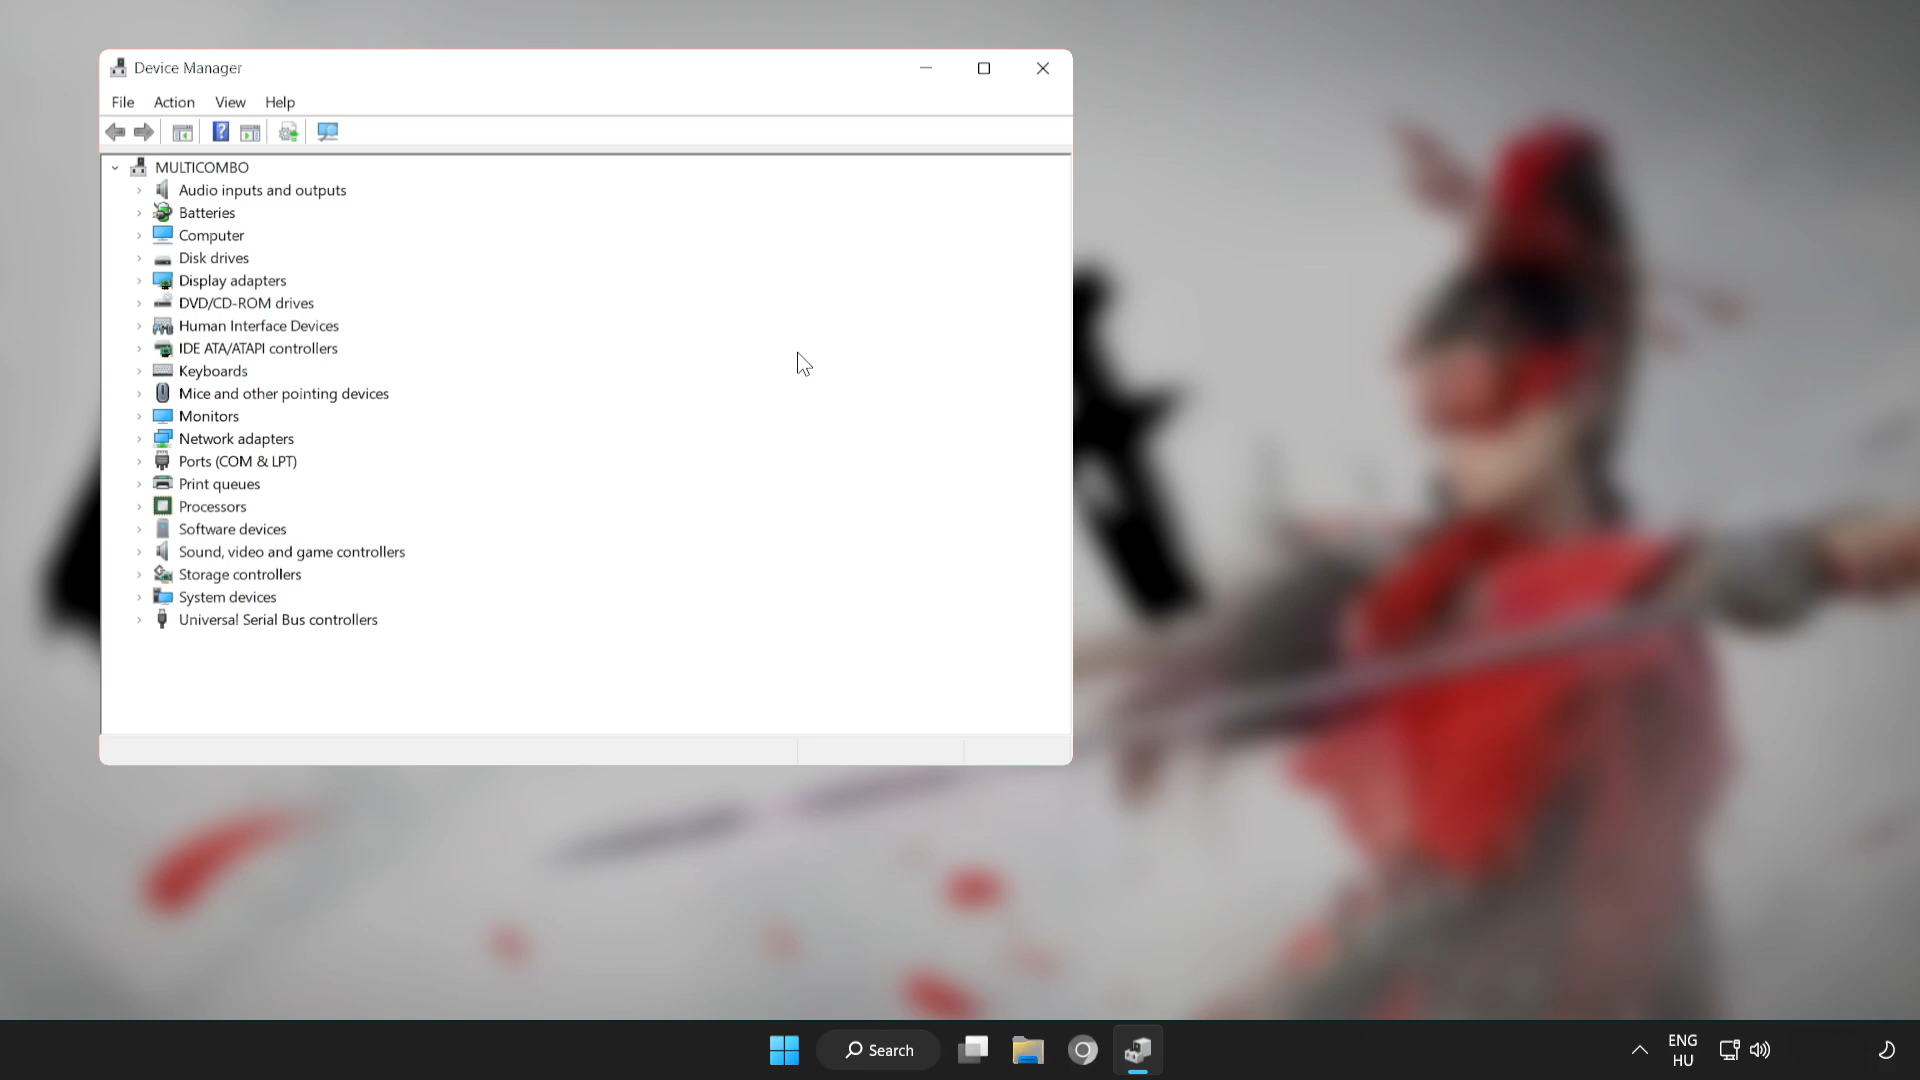 Device Manager
File Action View Help
MULTICOMBO
Audio inputs and outputs
Batteries
Computer
Disk drives
Display adapters
DVD/CD-ROM drives
Human Interface Devices
IDE ATA/ATAPI controllers
Keyboards
Mice and other pointing devices
Monitors
Network adapters
Ports (COM & LPT)
Print queues
Processors
Software devices
Sound, video and game controllers
Storage controllers
System devices
Universal Serial Bus controllers
Search
ENG
HU